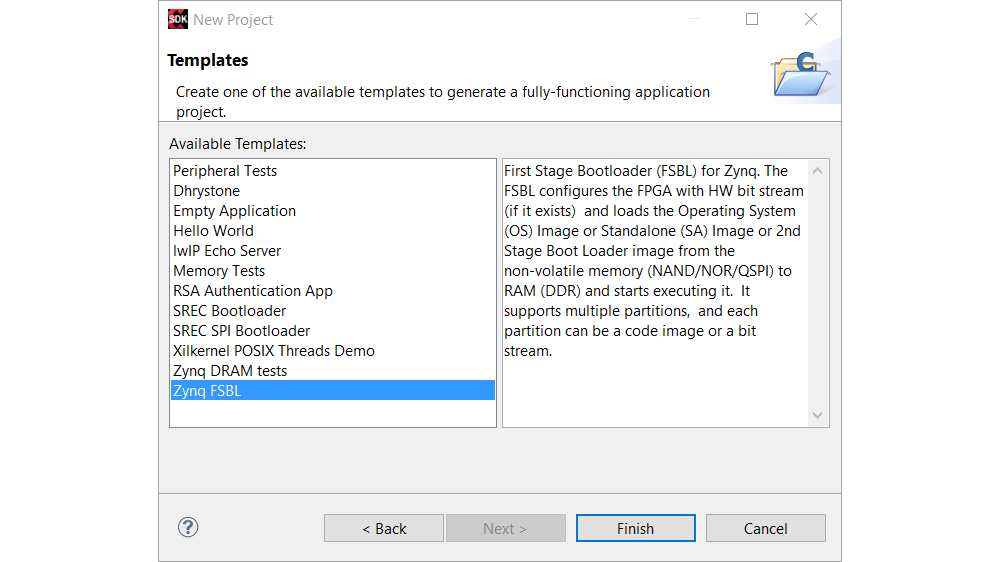 SDK New Project
Templates
Create one of the available templates to generate a fully-functioning application
project.
C
Available Templates:
Peripheral Tests
Dhrystone
Empty Application
Hello World
lwIP Echo Server
Memory Tests
RSA Authentication App
SREC Bootloader
SREC SPI Bootloader
Xilkernel POSIX Threads Demo
Zynq DRAM tests
Zynq FSBL
First Stage Bootloader (FSBL) for Zynq. The
FSBL configures the FPGA with HW bit stream
(if it exists)  and loads the Operating System
(OS) Image or Standalone (SA) Image or 2nd
Stage Boot Loader image from the
non-volatile memory (NAND/NOR/QSPI) to
RAM (DDR) and starts executing it.  It
supports multiple partitions,  and each
partition can be a code image or a bit
stream.
? < Back Next > Finish Cancel